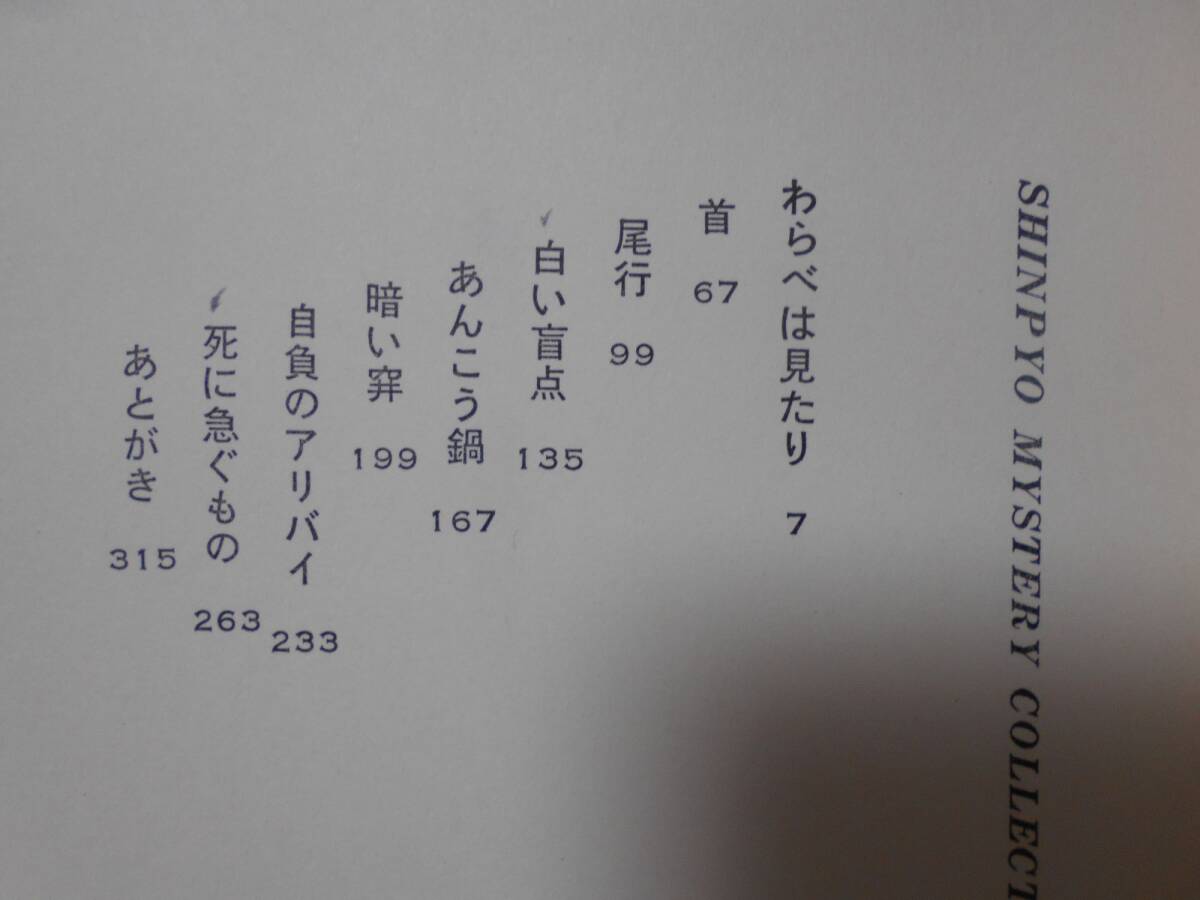 SHINPYO MYSTERY COLLECT
わらべは見たり 7
首 67
尾行 99
白い盲点 135
あんこう鍋 167
暗い穽 199
自負のアリバイ 233
死に急ぐもの 263
あとがき 315